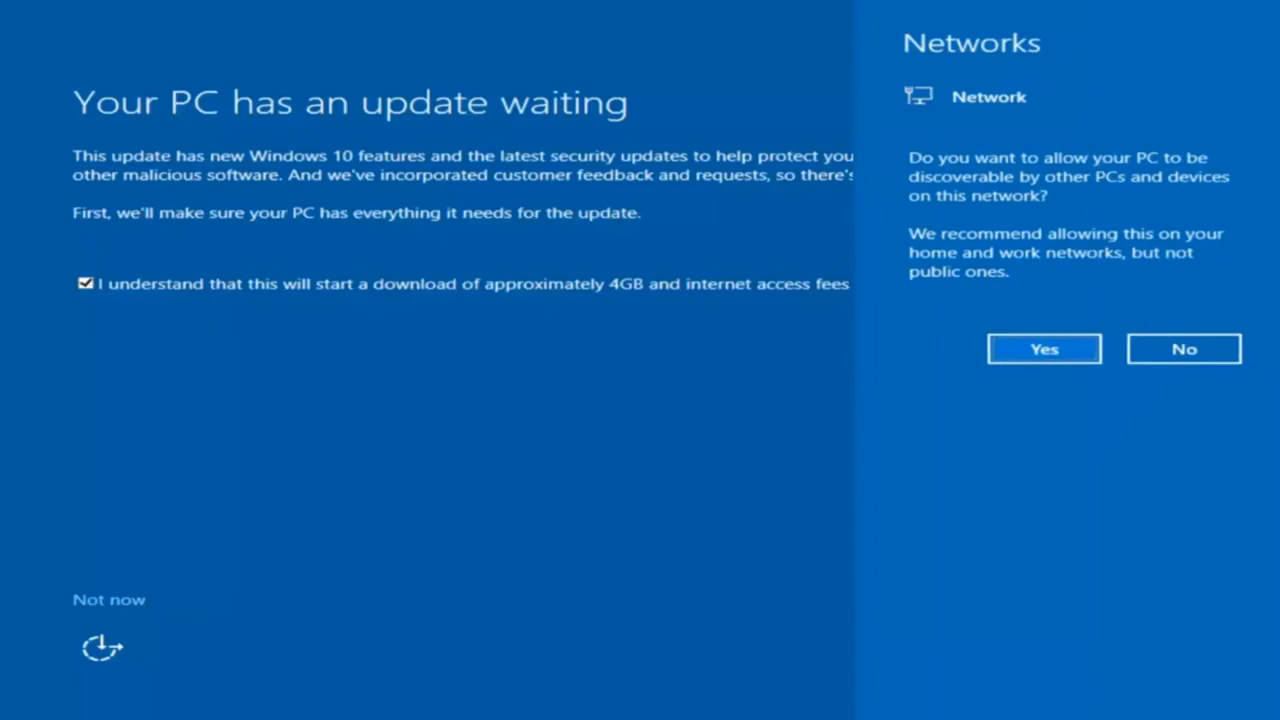 Your PC has an update waiting
This update has new Windows 10 features and the latest security updates to help protect you
other malicious software. And we've incorporated customer feedback and requests, so there's
First, we'll make sure your PC has everything it needs for the update.
I understand that this will start a download of approximately 4GB and internet access fees
Not now
Networks
Network
Do you want to allow your PC to be
discoverable by other PCs and devices
on this network?
We recommend allowing this on your
home and work networks, but not
public ones.
Yes
No